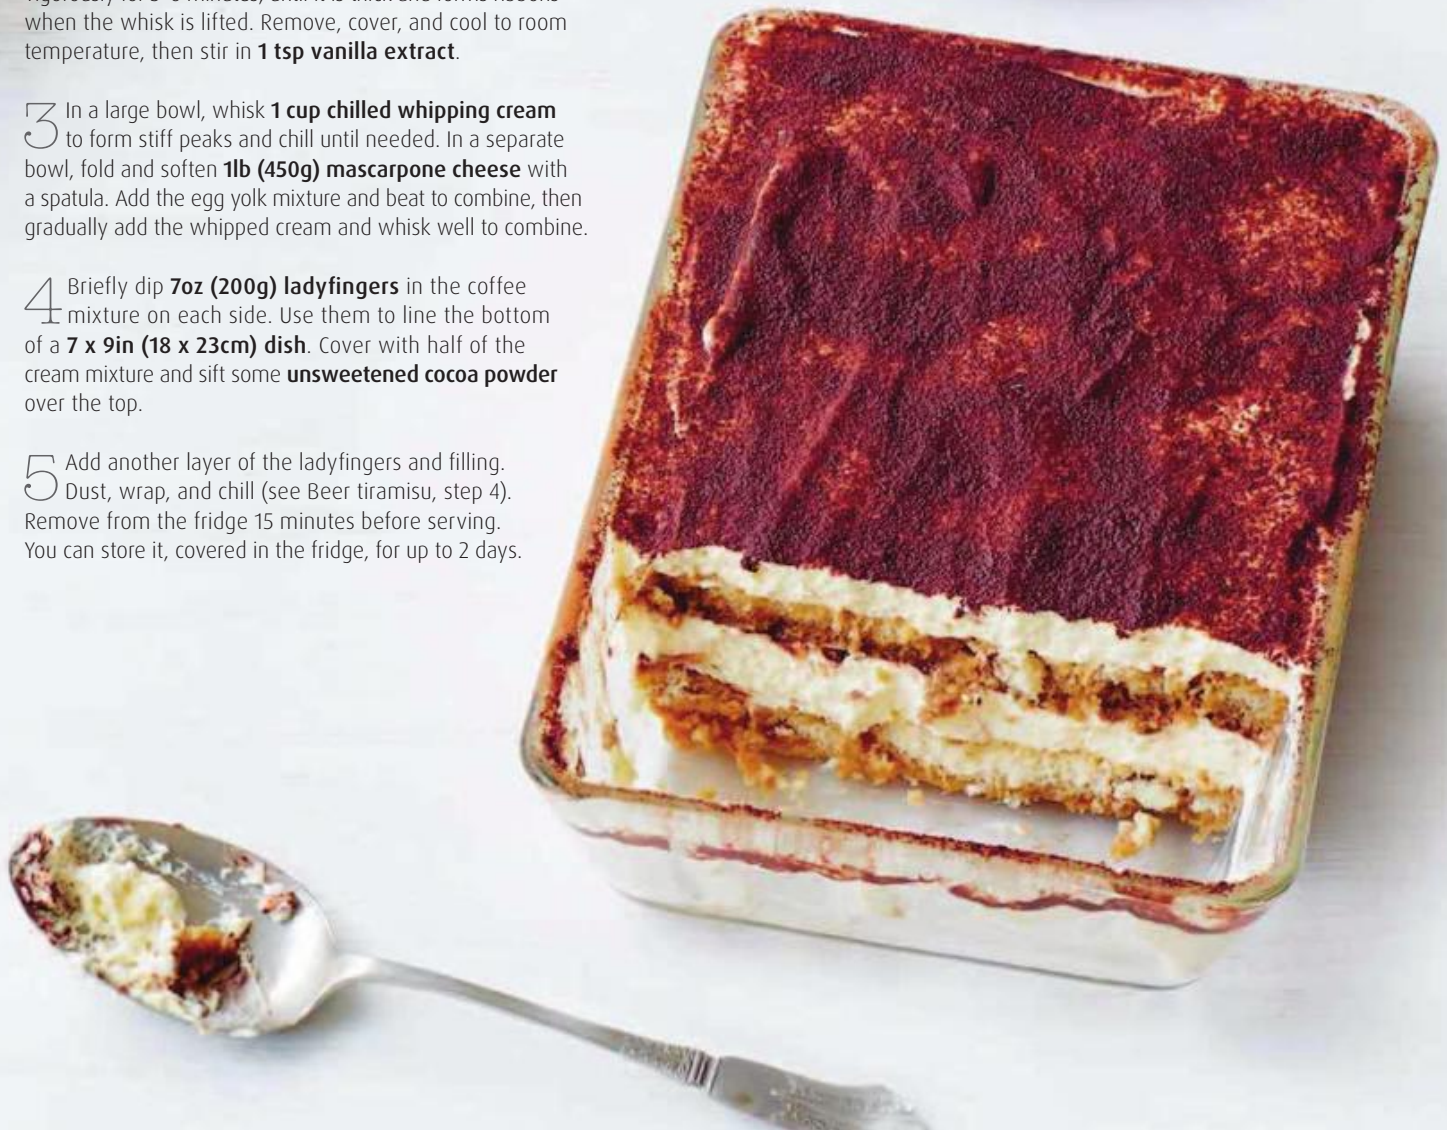 when the whisk is lifted. Remove, cover, and cool to room
temperature, then stir in 1 tsp vanilla extract.
3 In a large bowl, whisk 1 cup chilled whipping cream
to form stiff peaks and chill until needed. In a separate
bowl, fold and soften 1lb (450g) mascarpone cheese with
a spatula. Add the egg yolk mixture and beat to combine, then
gradually add the whipped cream and whisk well to combine.
4 Briefly dip 7oz (200g) ladyfingers in the coffee
mixture on each side. Use them to line the bottom
of a 7 x 9in (18 x 23cm) dish. Cover with half of the
cream mixture and sift some unsweetened cocoa powder
over the top.
5 Add another layer of the ladyfingers and filling.
Dust, wrap, and chill (see Beer tiramisu, step 4).
Remove from the fridge 15 minutes before serving.
You can store it, covered in the fridge, for up to 2 days.